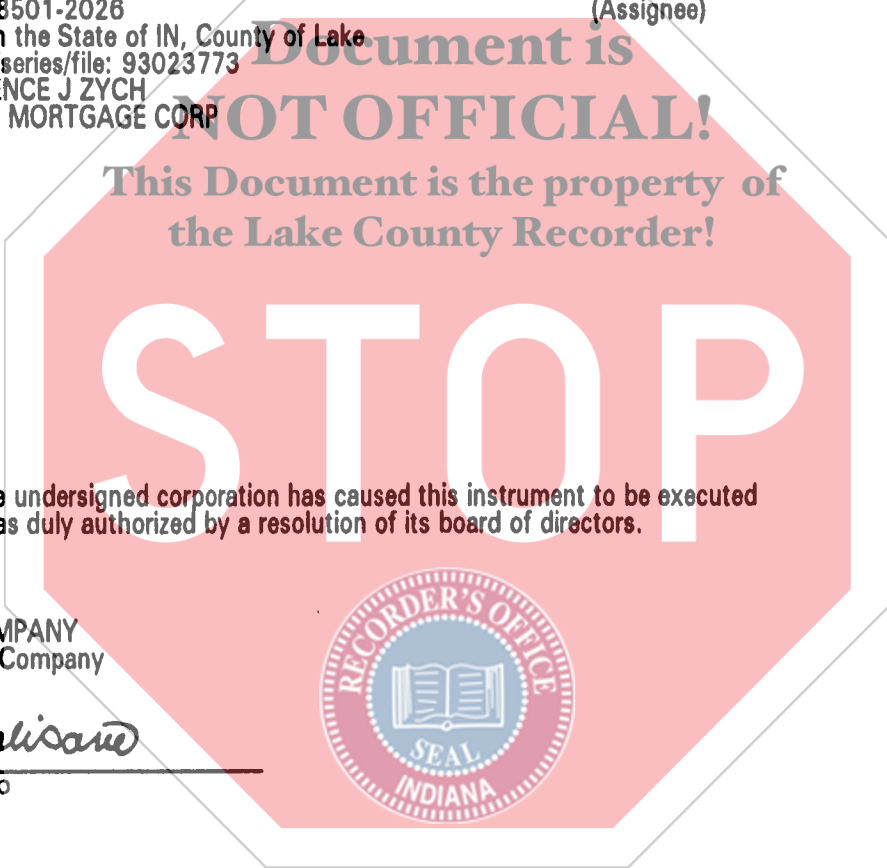 8501-2026 (Assignee)
the State of IN, County of Lake
series/file: 93023773
ENCE J ZYCH
MORTGAGE CORP
Document is
NOT OFFICIAL!
This Document is the property of
the Lake County Recorder!
STOP
undersigned corporation has caused this instrument to be executed
as duly authorized by a resolution of its board of directors.
MPANY
Company
RECORDER'S OFFICE
SEAL
INDIANA